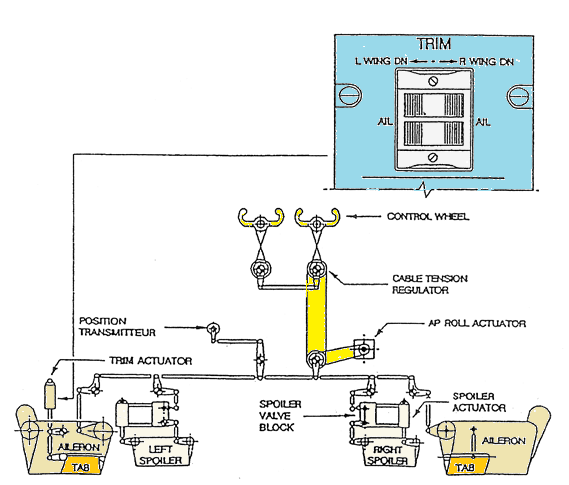 TRIM
L WING DN R WING DN
AIL AIL
CONTROL WHEEL
CABLE TENSION
REGULATOR
POSITION
TRANSMITTEUR
AP ROLL ACTUATOR
TRIM ACTUATOR
SPOILER
VALVE
BLOCK
SPOILER
ACTUATOR
AILERON
TAB
LEFT
SPOILER
RIGHT
SPOILER
AILERON
TAB